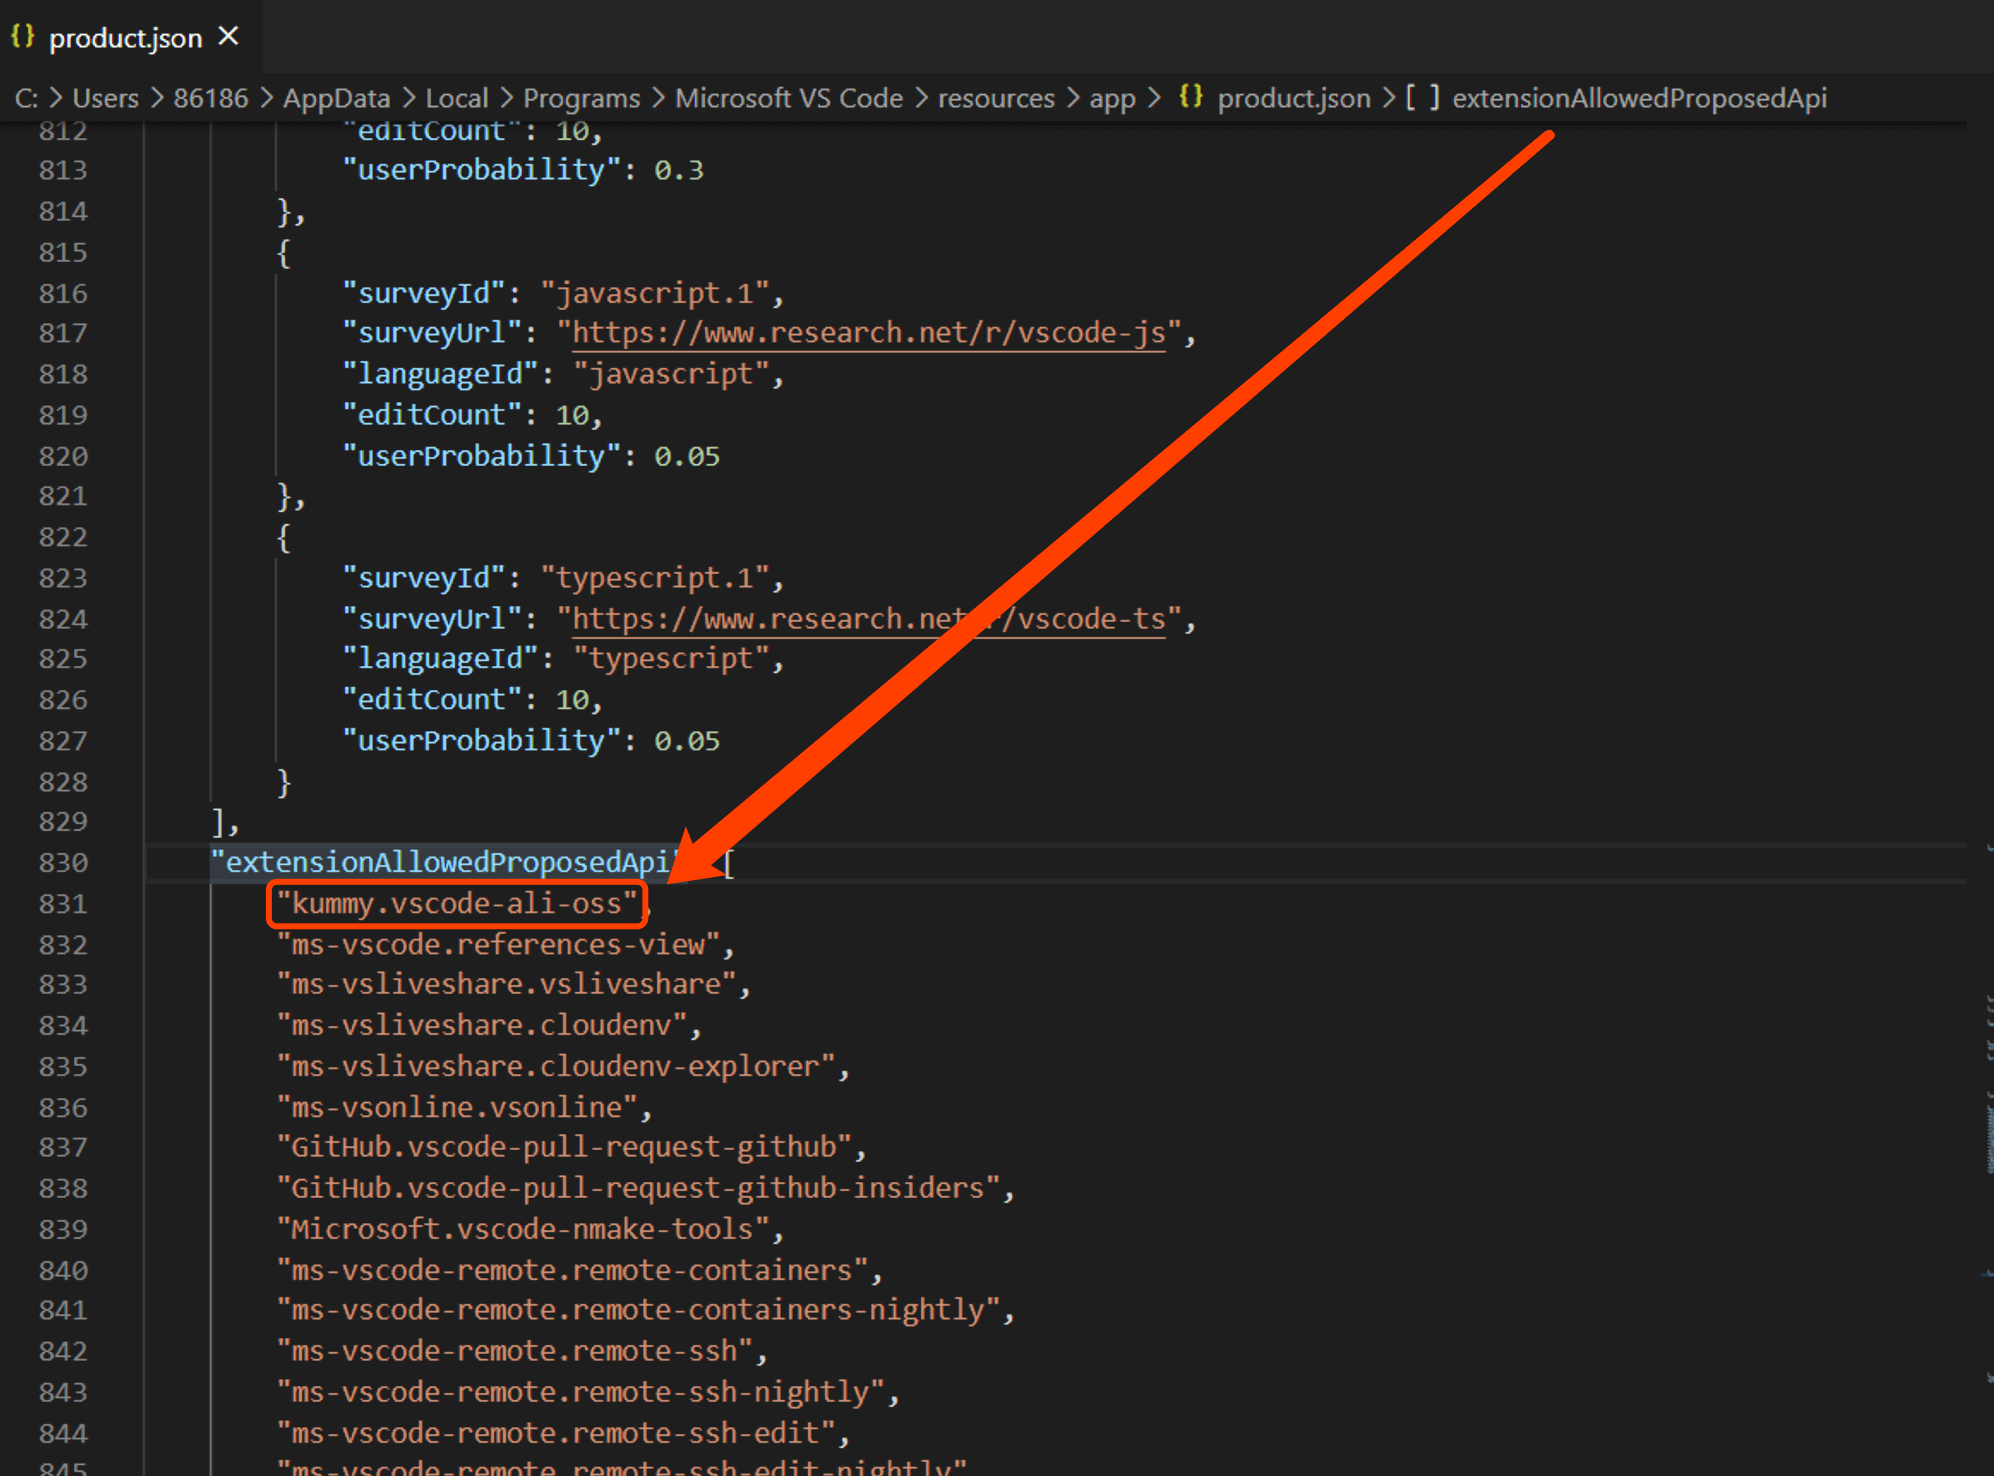 {} product.json ×
C: > Users > 86186 > AppData > Local > Programs > Microsoft VS Code > resources > app > {} product.json > [ ] extensionAllowedProposedApi
812 "editCount": 10,
813 "userProbability": 0.3
814 },
815 {
816 "surveyId": "javascript.1",
817 "surveyUrl": "https://www.research.net/r/vscode-js",
818 "languageId": "javascript",
819 "editCount": 10,
820 "userProbability": 0.05
821 },
822 {
823 "surveyId": "typescript.1",
824 "surveyUrl": "https://www.research.net/r/vscode-ts",
825 "languageId": "typescript",
826 "editCount": 10,
827 "userProbability": 0.05
828 }
829 ],
830 "extensionAllowedProposedApi" [
831 "kummy.vscode-ali-oss",
832 "ms-vscode.references-view",
833 "ms-vsliveshare.vsliveshare",
834 "ms-vsliveshare.cloudenv",
835 "ms-vsliveshare.cloudenv-explorer",
836 "ms-vsonline.vsonline",
837 "GitHub.vscode-pull-request-github",
838 "GitHub.vscode-pull-request-github-insiders",
839 "Microsoft.vscode-nmake-tools",
840 "ms-vscode-remote.remote-containers",
841 "ms-vscode-remote.remote-containers-nightly",
842 "ms-vscode-remote.remote-ssh",
843 "ms-vscode-remote.remote-ssh-nightly",
844 "ms-vscode-remote.remote-ssh-edit",
845 "ms-vscode-remote.remote-ssh-edit-nightly"